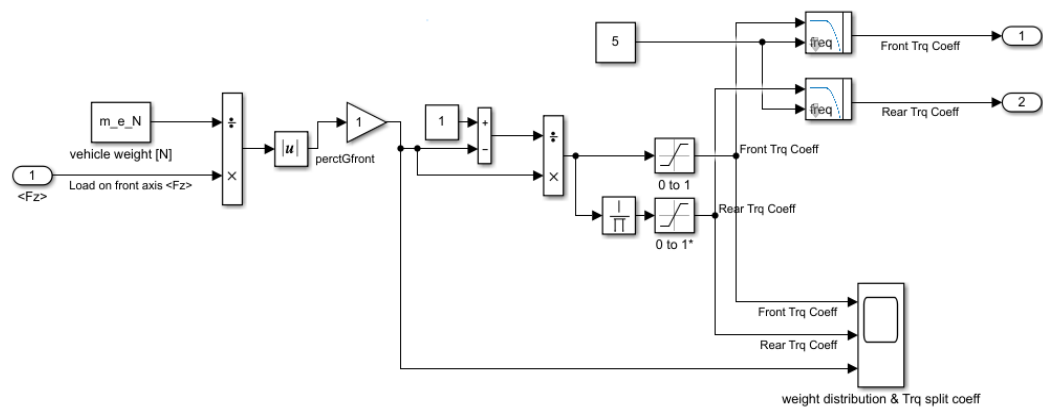 5
freq
Front Trq Coeff
1
freq
Rear Trq Coeff
2
m_e_N
vehicle weight [N]
÷
×
1
<Fz>
Load on front axis <Fz>
|u|
1
perctGfront
1
+
−
÷
×
0 to 1
Front Trq Coeff
1
∏
0 to 1*
Rear Trq Coeff
Front Trq Coeff
Rear Trq Coeff
weight distribution & Trq split coeff